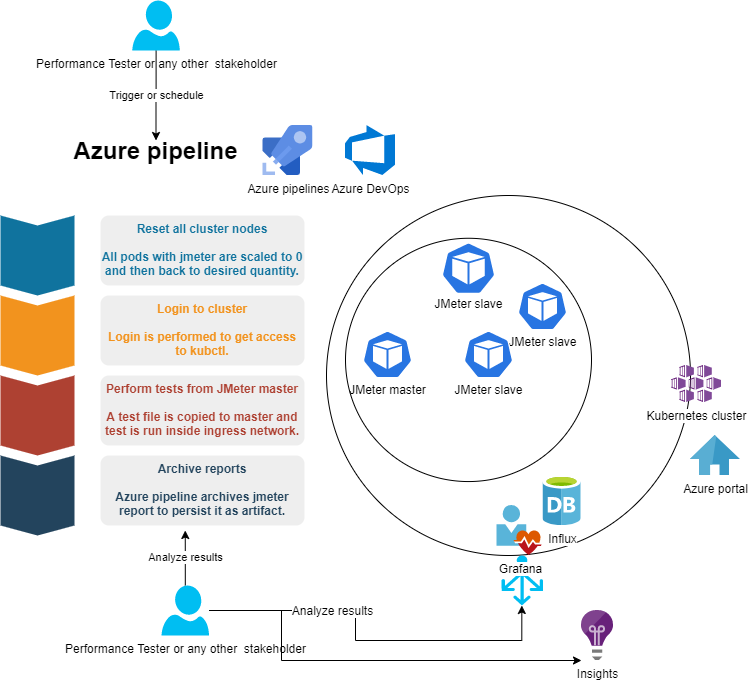 Performance Tester or any other  stakeholder
Trigger or schedule
Azure pipeline
Azure pipelines
Azure DevOps
Reset all cluster nodes
All pods with jmeter are scaled to 0
and then back to desired quantity.
Login to cluster
Login is performed to get access
to kubctl.
Perform tests from JMeter master
A test file is copied to master and
test is run inside ingress network.
Archive reports
Azure pipeline archives jmeter
report to persist it as artifact.
JMeter slave
JMeter slave
JMeter master
JMeter slave
Kubernetes cluster
Azure portal
DB
Influx
Grafana
Analyze results
Analyze results
Performance Tester or any other  stakeholder
Insights